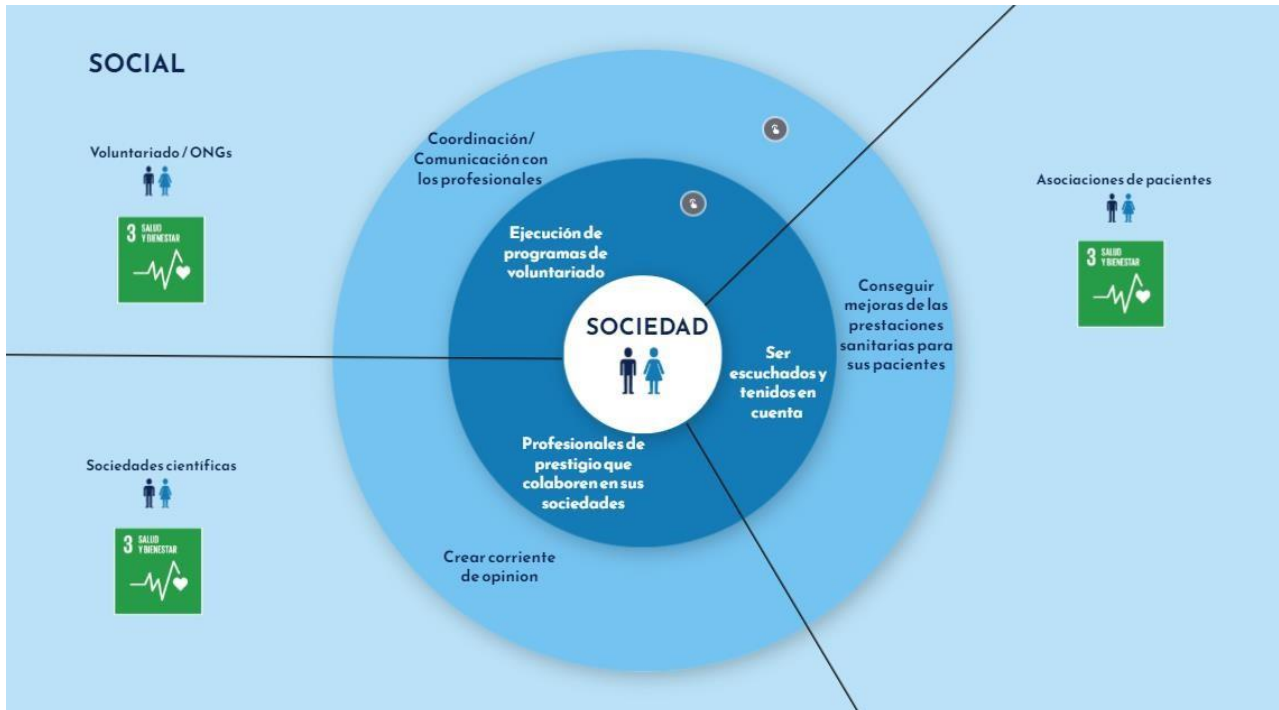 SOCIAL
Voluntariado / ONGs
3 SALUD
Y BIENESTAR
Coordinación/
Comunicación con
los profesionales
Ejecución de
programas de
voluntariado
SOCIEDAD
Asociaciones de pacientes
3 SALUD
Y BIENESTAR
Conseguir
mejoras de las
prestaciones
sanitarias para
sus pacientes
Ser
escuchados y
tenidos en
cuenta
Sociedades científicas
3 SALUD
Y BIENESTAR
Profesionales de
prestigio que
colaboren en sus
sociedades
Crear corriente
de opinion